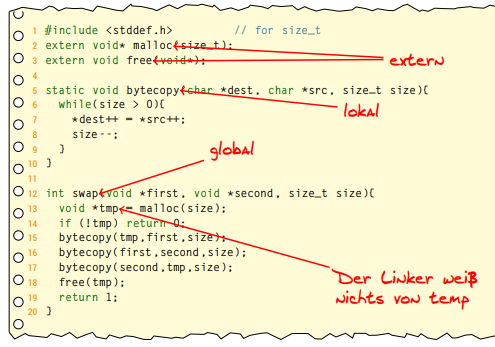 1 #include <stddef.h> // for size_t
2 extern void* malloc(size_t);
3 extern void free(void*);
extern
4
5 static void bytecopy(char *dest, char *src, size_t size){
6 while(size > 0){
lokal
7 *dest++ = *src++;
8 size--;
9 }
global
10 }
11
12 int swap(void *first, void *second, size_t size){
13 void *tmp = malloc(size);
14 if (!tmp) return 0;
15 bytecopy(tmp,first,size);
16 bytecopy(first,second,size);
17 bytecopy(second,tmp,size);
Der Linker weiß
18 free(tmp);
nichts von temp
19 return 1;
20 }